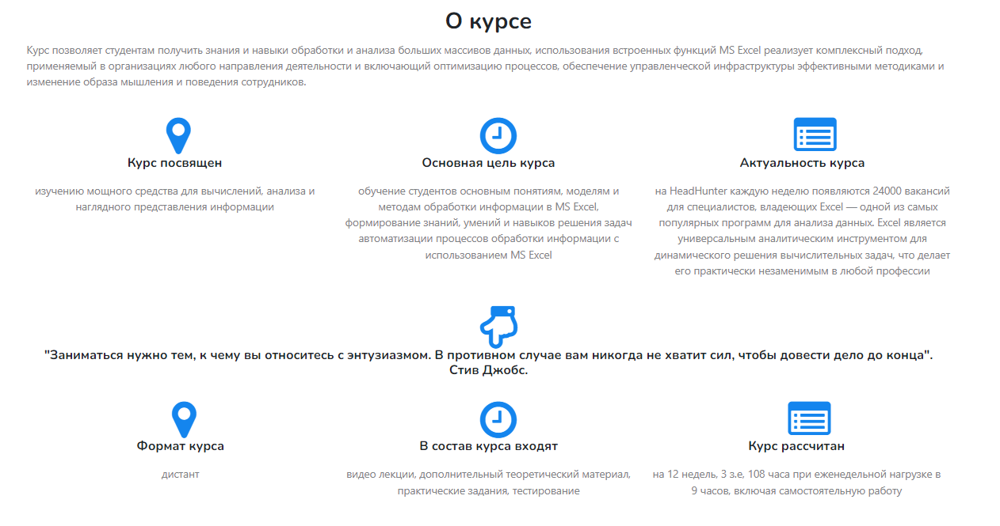 О курсе
Курс позволяет студентам получить знания и навыки обработки и анализа больших массивов данных, использования встроенных функций MS Excel реализует комплексный подход,
применяемый в организациях любого направления деятельности и включающий оптимизацию процессов, обеспечение управленческой инфраструктуры эффективными методиками и
изменение образа мышления и поведения сотрудников.
Курс посвящен
изучению мощного средства для вычислений, анализа и
наглядного представления информации
Основная цель курса
обучение студентов основным понятиям, моделям и
методам обработки информации в MS Excel,
формирование знаний, умений и навыков решения задач
автоматизации процессов обработки информации с
использованием MS Excel
Актуальность курса
на HeadHunter каждую неделю появляются 24000 вакансий
для специалистов, владеющих Excel — одной из самых
популярных программ для анализа данных. Excel является
универсальным аналитическим инструментом для
динамического решения вычислительных задач, что делает
его практически незаменимым в любой профессии
"Заниматься нужно тем, к чему вы относитесь с энтузиазмом. В противном случае вам никогда не хватит сил, чтобы довести дело до конца".
Стив Джобс.
Формат курса
дистант
В состав курса входят
видео лекции, дополнительный теоретический материал,
практические задания, тестирование
Курс рассчитан
на 12 недель, 3 з.е, 108 часа при еженедельной нагрузке в
9 часов, включая самостоятельную работу